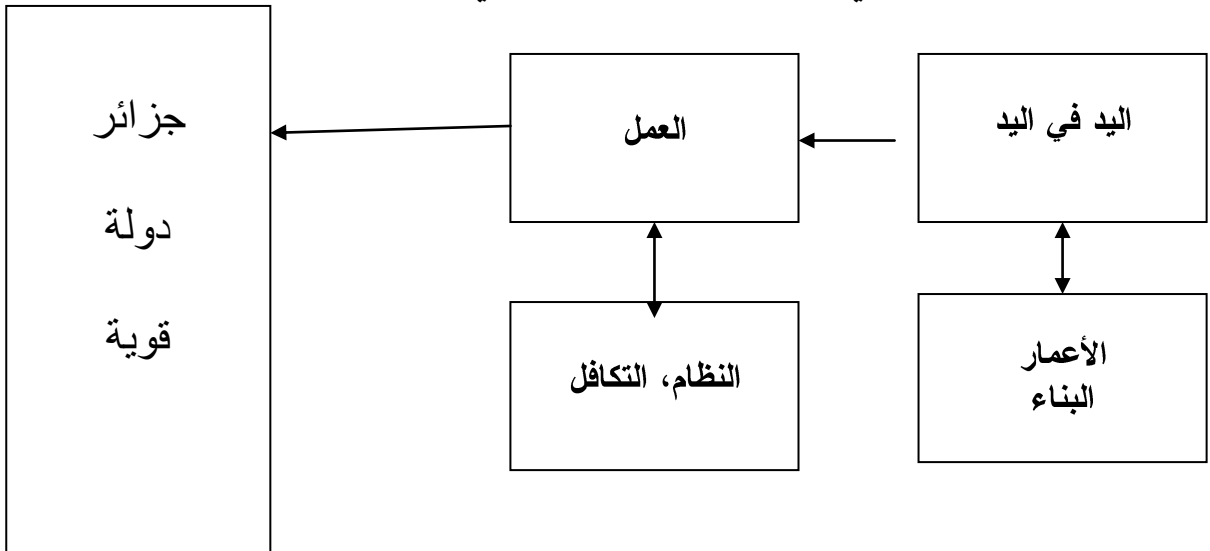 اليد في اليد
العمل
جزائر
دولة
قوية
الأعمار
البناء
النظام، التكافل